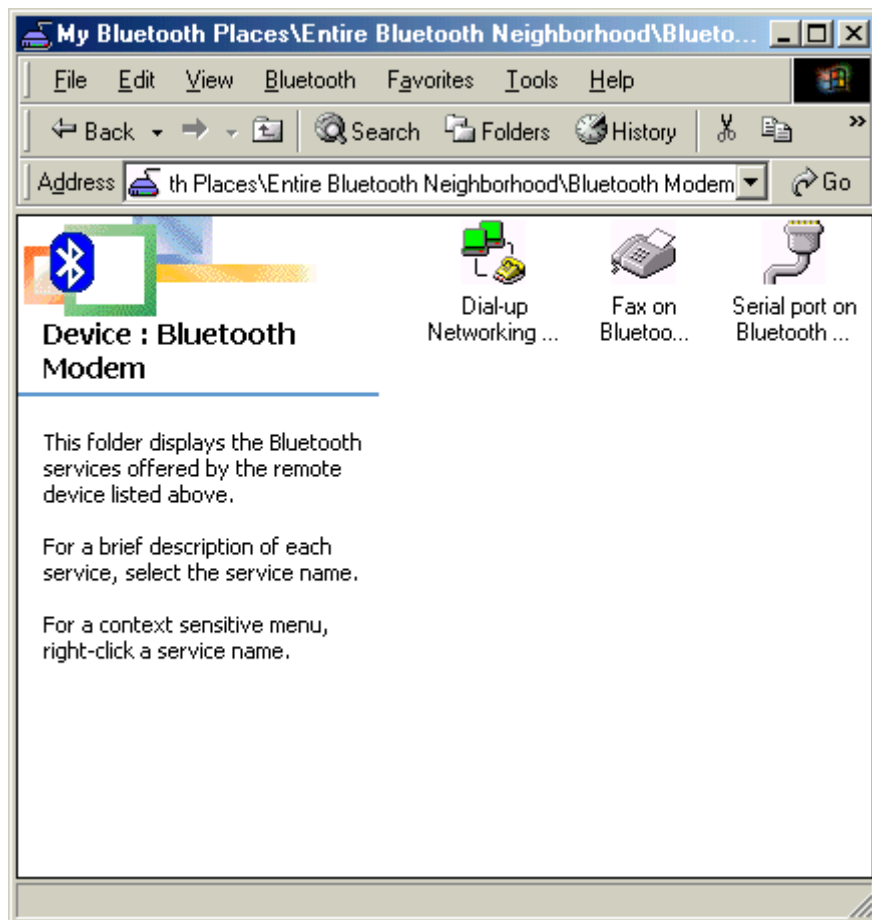 My Bluetooth Places\Entire Bluetooth Neighborhood\Blueto...
File Edit View Bluetooth Favorites Tools Help
Back Search Folders History »
Address th Places\Entire Bluetooth Neighborhood\Bluetooth Modem Go
Device : Bluetooth
Modem
This folder displays the Bluetooth
services offered by the remote
device listed above.
For a brief description of each
service, select the service name.
For a context sensitive menu,
right-click a service name.
Dial-up
Networking ...
Fax on
Bluetoo...
Serial port on
Bluetooth ...